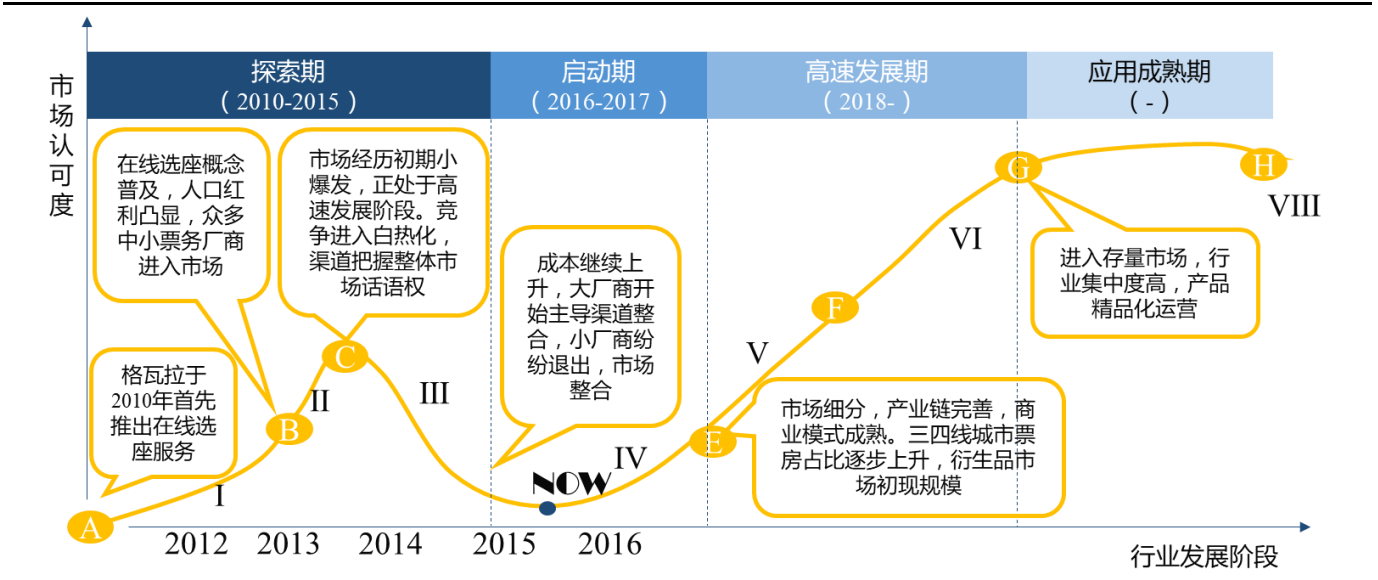 市场认可度
探索期
（2010-2015）
启动期
（2016-2017）
高速发展期
（2018-）
应用成熟期
（-）
在线选座概念
普及，人口红
利凸显，众多
中小票务厂商
进入市场
市场经历初期小
爆发，正处于高
速发展阶段。竞
争进入白热化，
渠道把握整体市
场话语权
成本继续上
升，大厂商开
始主导渠道整
合，小厂商纷
纷退出，市场
整合
进入存量市场，行
业集中度高，产品
精品化运营
格瓦拉于
2010年首先
推出在线选
座服务
市场细分，产业链完善，商
业模式成熟。三四线城市票
房占比逐步上升，衍生品市
场初现规模
A
I
B
II
C
III
NOW
IV
E
V
F
VI
G
H
VIII
2012
2013
2014
2015
2016
行业发展阶段